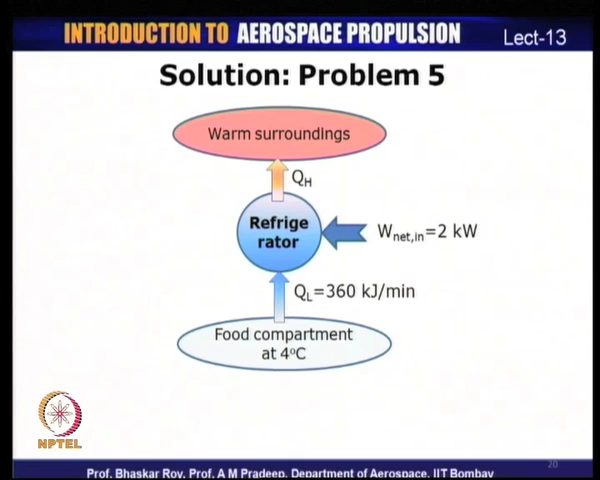 INTRODUCTION TO AEROSPACE PROPULSION
Lect-13
Solution: Problem 5
Warm surroundings
QH
Refrige
rator
Wnet,in=2 kW
QL=360 kJ/min
Food compartment
at 4°C
NPTEL
20
Prof. Bhaskar Roy, Prof. A M Pradeep, Department of Aerospace, IIT Bombay